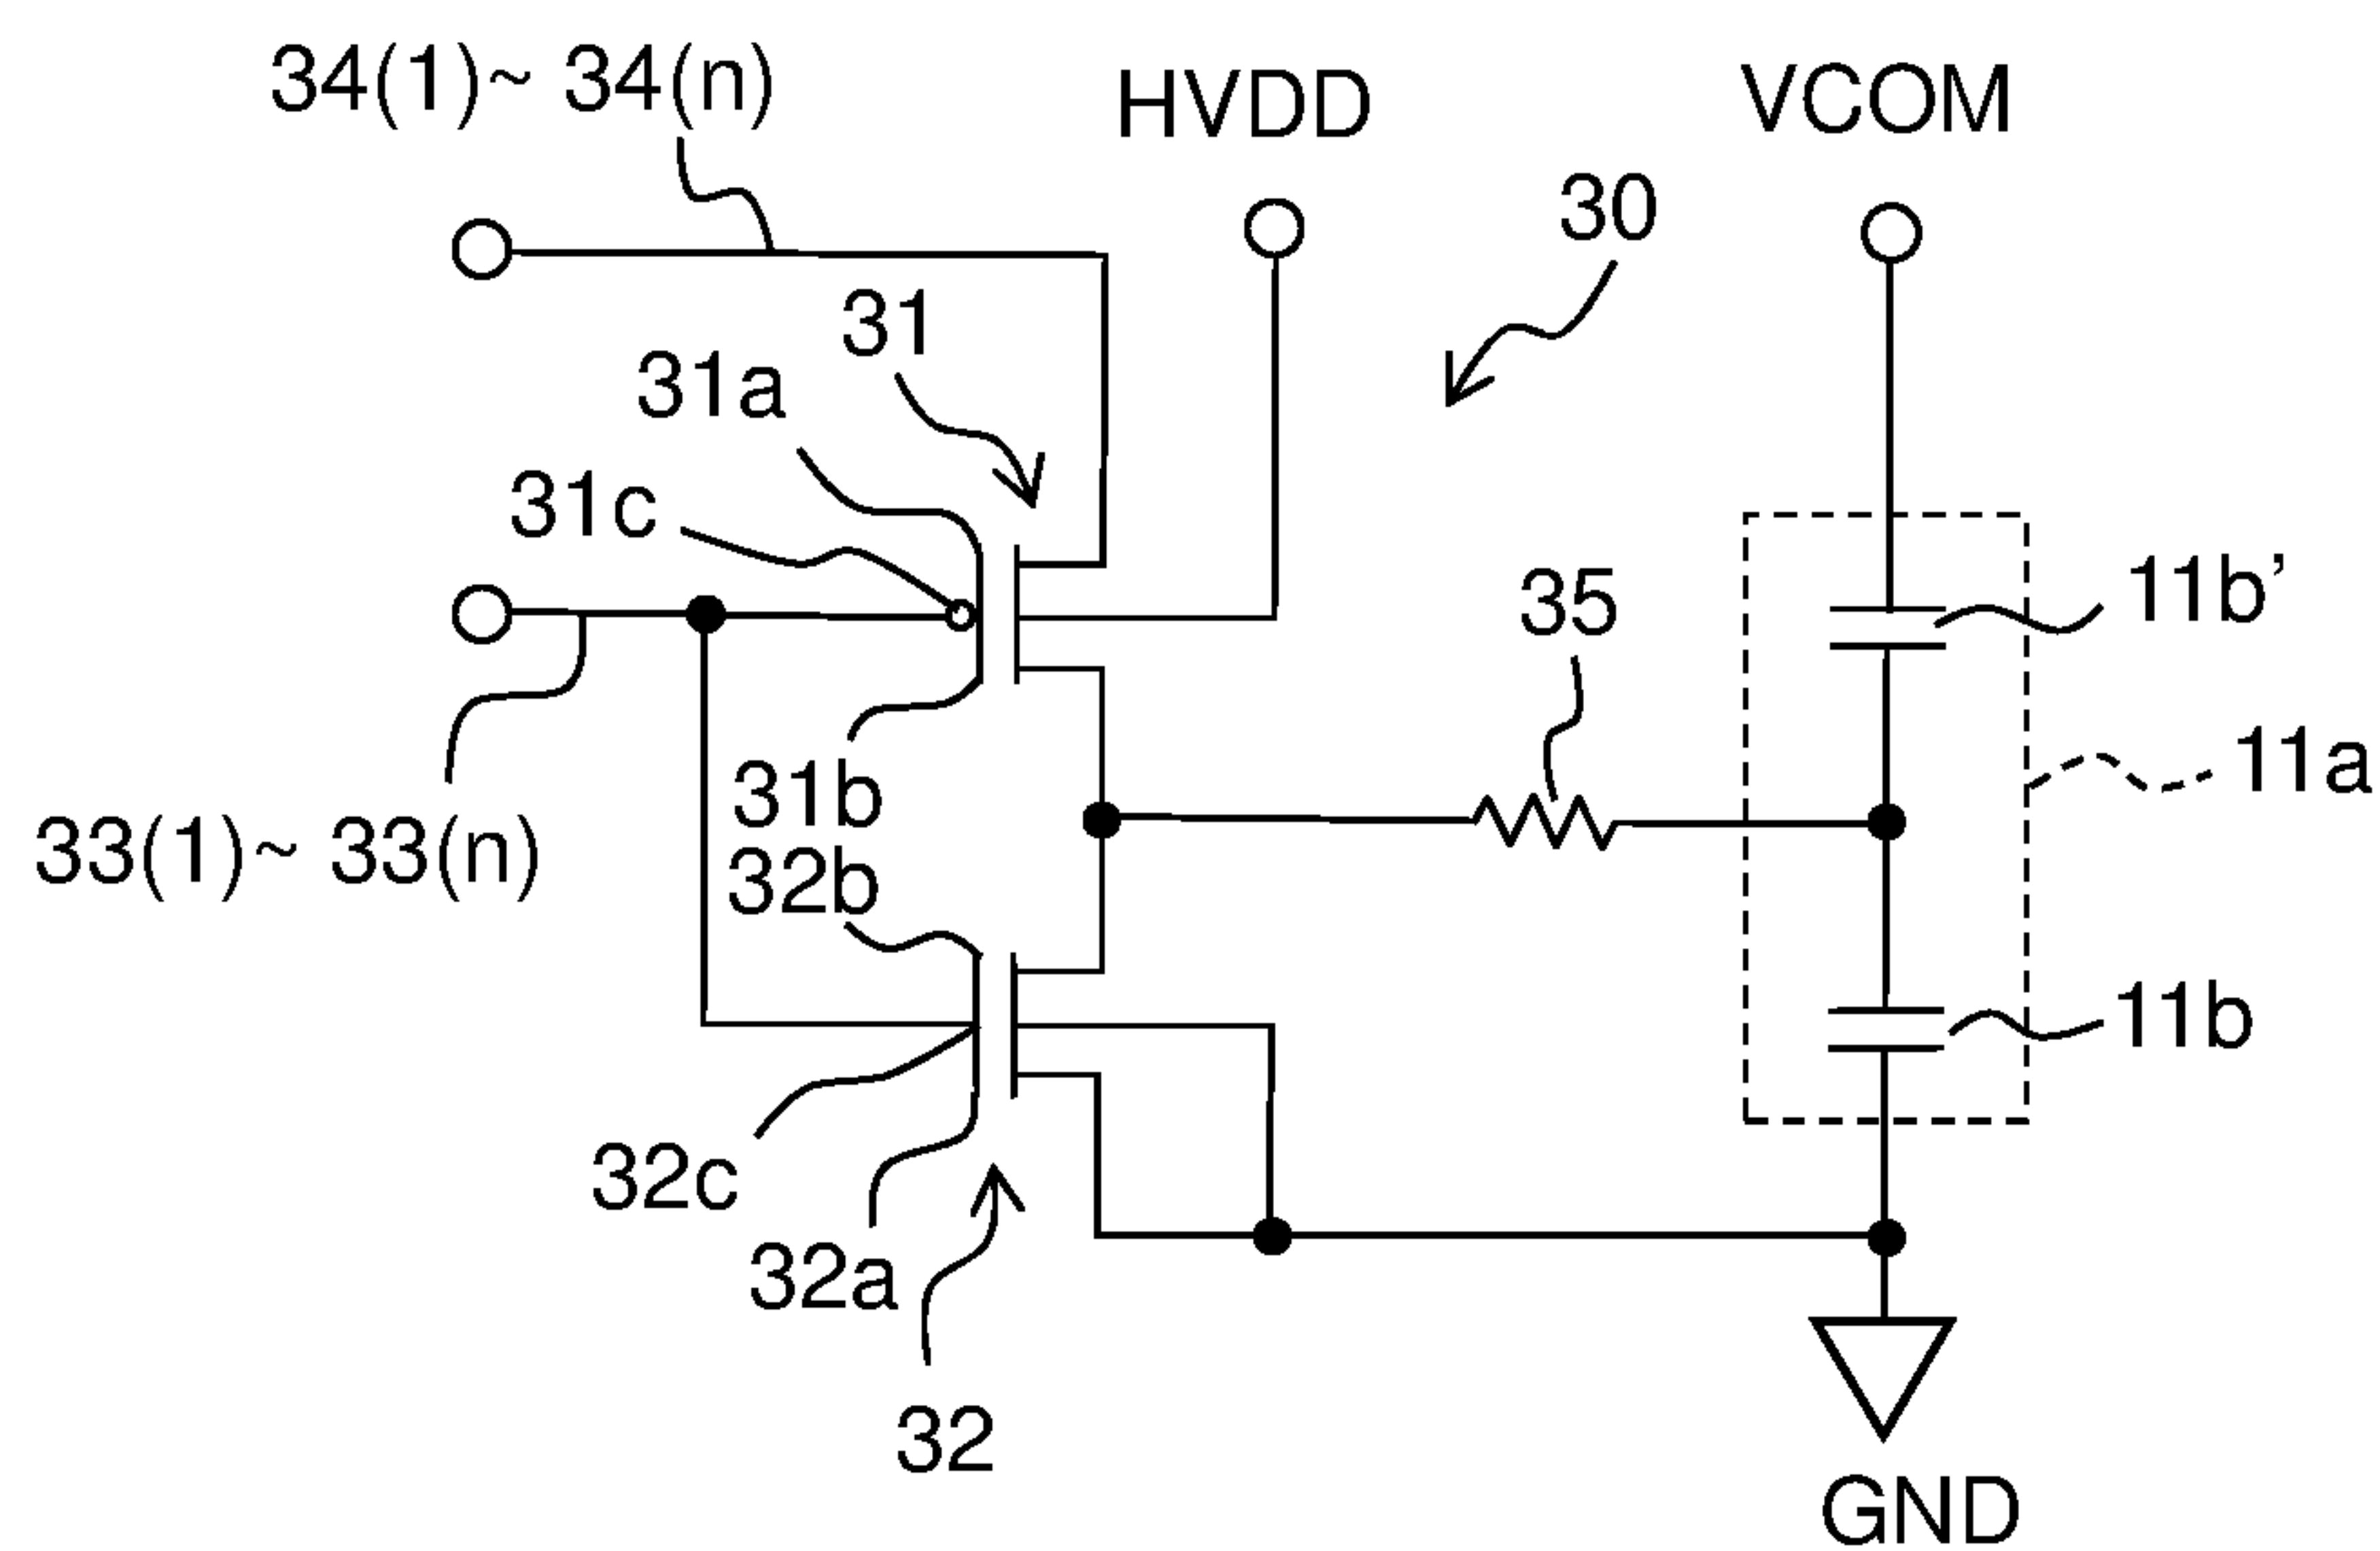 34(1)~ 34(n)
HVDD
VCOM
30
31
31a
31c
35
11b’
11a
31b
33(1)~ 33(n)
32b
11b
32c
32a
32
GND